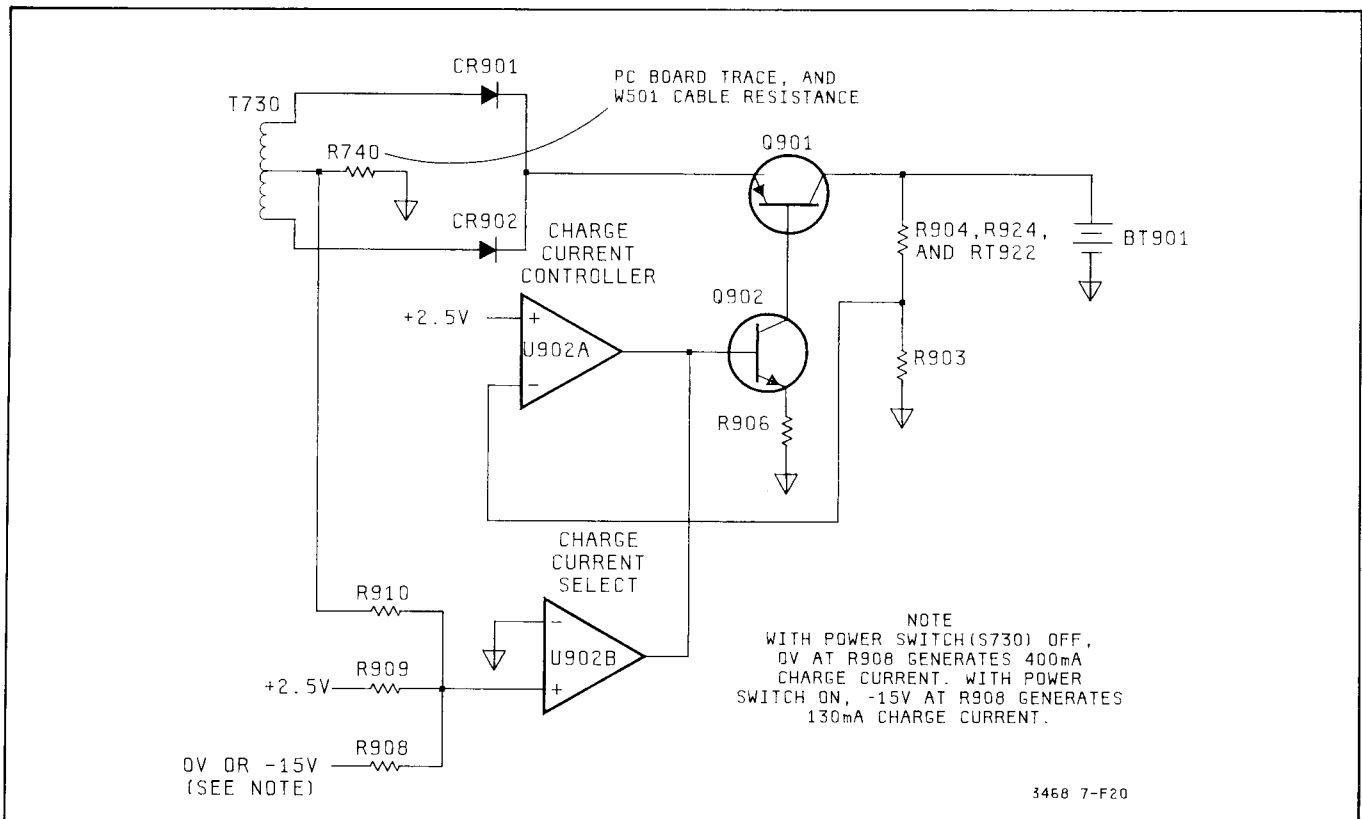 CR901
PC BOARD TRACE, AND
W501 CABLE RESISTANCE
T730
R740
Q901
CR902
CHARGE
CURRENT
CONTROLLER
R904,R924,
AND RT922
BT901
Q902
+2.5V
+
U902A
-
R903
R906
CHARGE
CURRENT
SELECT
R910
-
U902B
+
R909
+2.5V
R908
0V OR -15V
(SEE NOTE)
NOTE
WITH POWER SWITCH(S730) OFF,
0V AT R908 GENERATES 400mA
CHARGE CURRENT. WITH POWER
SWITCH ON, -15V AT R908 GENERATES
130mA CHARGE CURRENT.
3468 7-F20